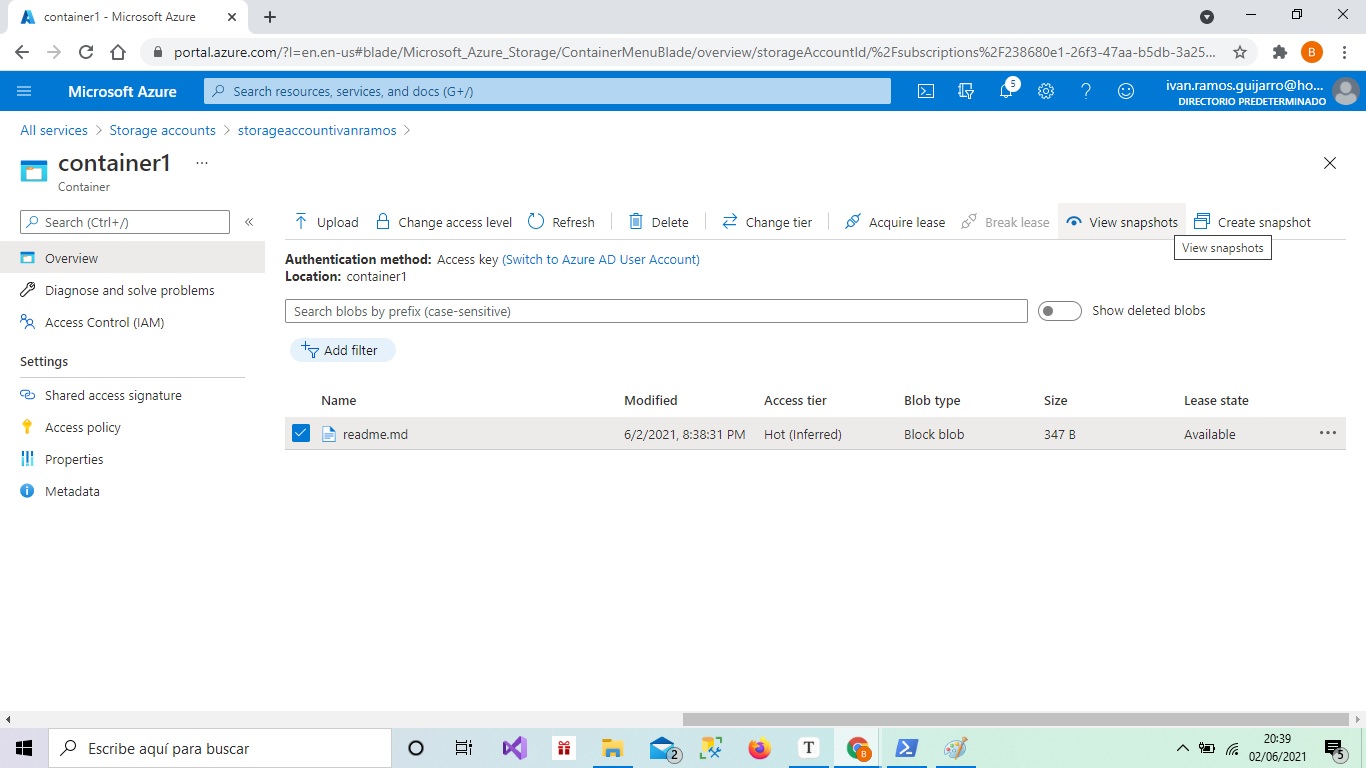 container1 - Microsoft Azure
portal.azure.com/?l=en.en-us#blade/Microsoft_Azure_Storage/ContainerMenuBlade/overview/storageAccountId/%2Fsubscriptions%2F238680e1-26f3-47aa-b5db-3a25...
B
Microsoft Azure
Search resources, services, and docs (G+/)
5
ivan.ramos.guijarro@ho...
DIRECTORIO PREDETERMINADO
All services > Storage accounts > storageaccountivanramos >
container1 ...
Container
Search (Ctrl+/)
«
Upload Change access level Refresh Delete Change tier Acquire lease Break lease View snapshots Create snapshot
View snapshots
Overview
Diagnose and solve problems
Access Control (IAM)
Settings
Shared access signature
Access policy
Properties
Metadata
Authentication method: Access key (Switch to Azure AD User Account)
Location: container1
Search blobs by prefix (case-sensitive)
Show deleted blobs
Add filter
Name Modified Access tier Blob type Size Lease state
readme.md 6/2/2021, 8:38:31 PM Hot (Inferred) Block blob 347 B Available ...
Escribe aquí para buscar
2
T
B
20:39
02/06/2021
5